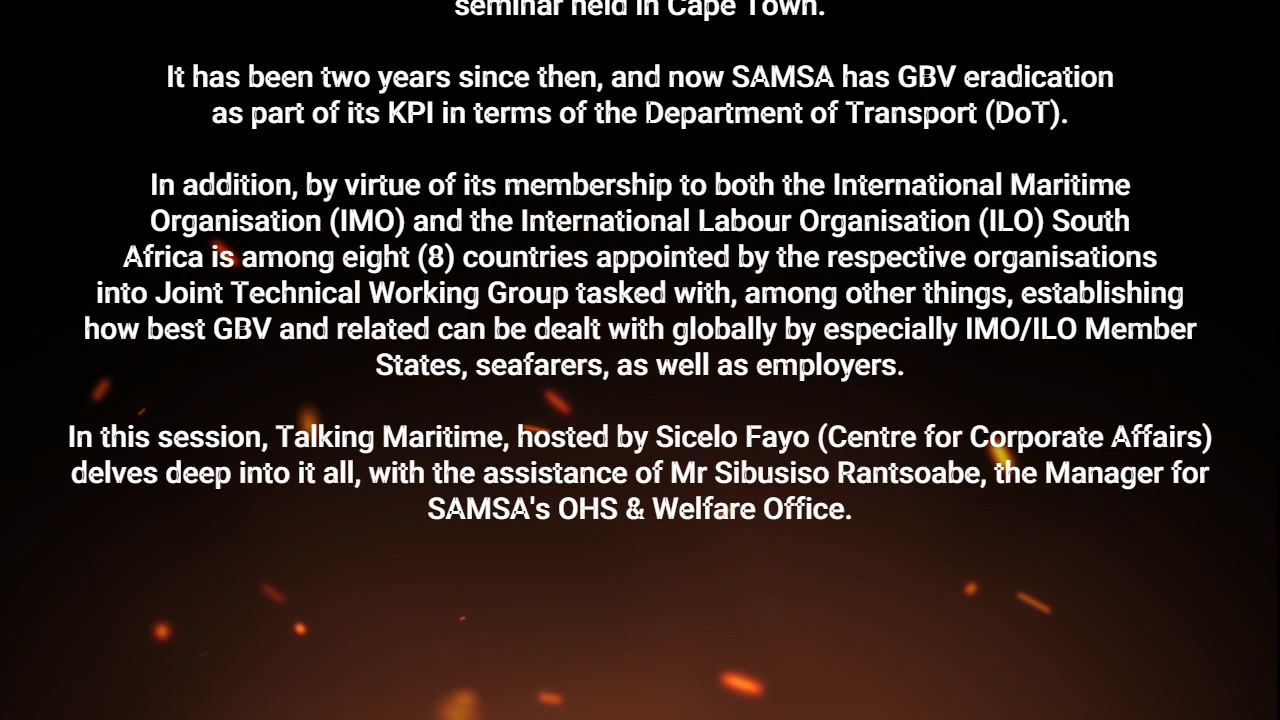 seminar held in Cape Town.
It has been two years since then, and now SAMSA has GBV eradication
as part of its KPI in terms of the Department of Transport (DoT).
In addition, by virtue of its membership to both the International Maritime
Organisation (IMO) and the International Labour Organisation (ILO) South
Africa is among eight (8) countries appointed by the respective organisations
into Joint Technical Working Group tasked with, among other things, establishing
how best GBV and related can be dealt with globally by especially IMO/ILO Member
States, seafarers, as well as employers.
In this session, Talking Maritime, hosted by Sicelo Fayo (Centre for Corporate Affairs)
delves deep into it all, with the assistance of Mr Sibusiso Rantsoabe, the Manager for
SAMSA's OHS & Welfare Office.